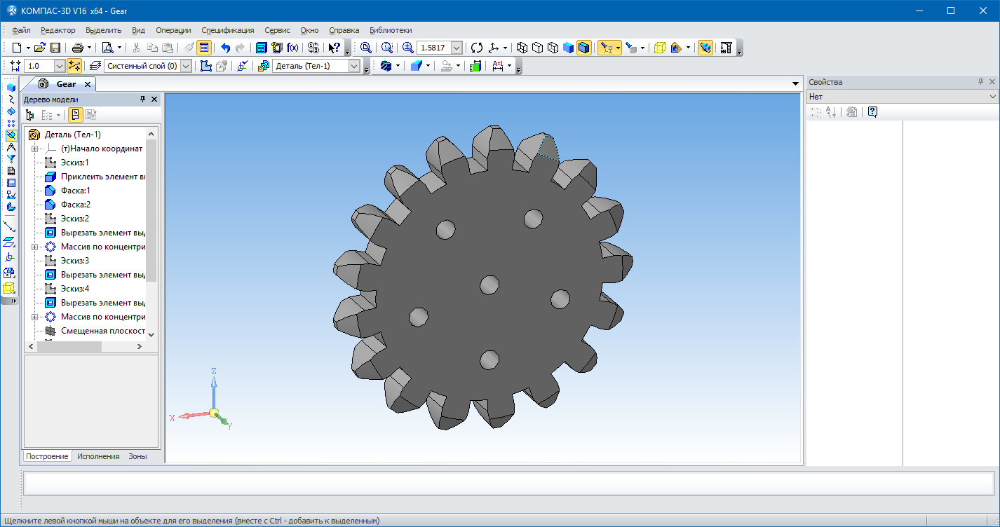 КОМПАС-3D V16 x64 - Gear
Файл Редактор Выделить Вид Операции Спецификация Сервис Окно Справка Библиотеки
1.5817
f(x)
1.0 Системный слой (0) Деталь (Тел-1)
Gear
Свойства
Дерево модели
Нет
Деталь (Тел-1)
(т)Начало координат
Эскиз:1
Приклеить элемент вы
Фаска:1
Фаска:2
Эскиз:2
Вырезать элемент выд
Массив по концентри
Эскиз:3
Вырезать элемент выд
Эскиз:4
Вырезать элемент выд
Массив по концентри
Смещенная плоскост
Z
X
Y
Построение Исполнения Зоны
Щелкните левой кнопкой мыши на объекте для его выделения (вместе с Ctrl - добавить к выделенным)